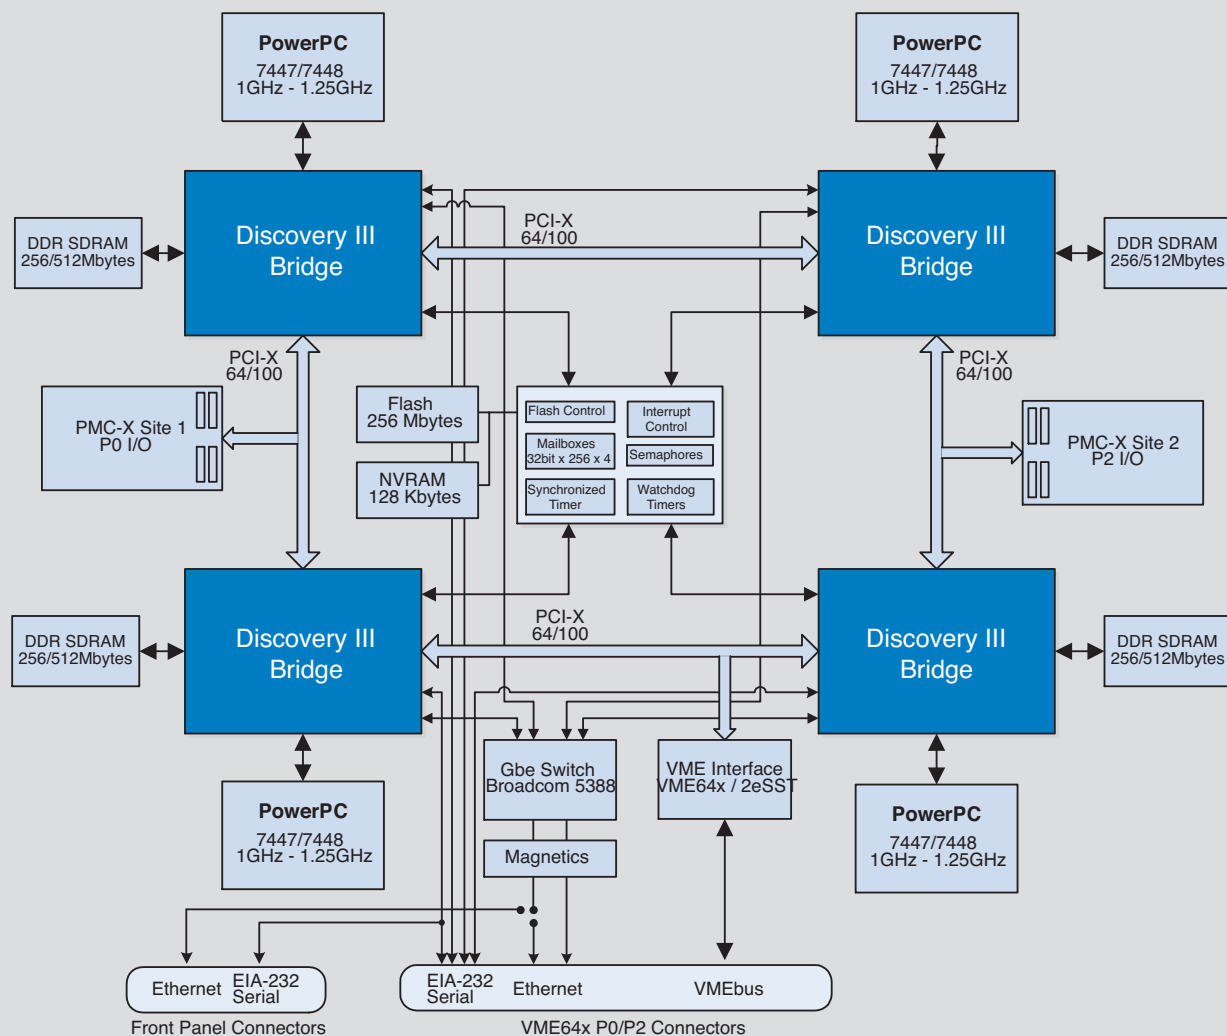 PowerPC
7447/7448
1GHz - 1.25GHz
PowerPC
7447/7448
1GHz - 1.25GHz
Discovery III
Bridge
PCI-X
64/100
Discovery III
Bridge
DDR SDRAM
256/512Mbytes
DDR SDRAM
256/512Mbytes
PCI-X
64/100
PCI-X
64/100
PMC-X Site 1
P0 I/O
Flash
256 Mbytes
NVRAM
128 Kbytes
Flash Control
Mailboxes
32bit x 256 x 4
Synchronized
Timer
Interrupt
Control
Semaphores
Watchdog
Timers
PMC-X Site 2
P2 I/O
DDR SDRAM
256/512Mbytes
Discovery III
Bridge
PCI-X
64/100
Discovery III
Bridge
DDR SDRAM
256/512Mbytes
PowerPC
7447/7448
1GHz - 1.25GHz
Gbe Switch
Broadcom 5388
Magnetics
VME Interface
VME64x / 2eSST
PowerPC
7447/7448
1GHz - 1.25GHz
Ethernet
EIA-232
Serial
Front Panel Connectors
EIA-232
Serial
Ethernet
VMEbus
VME64x P0/P2 Connectors